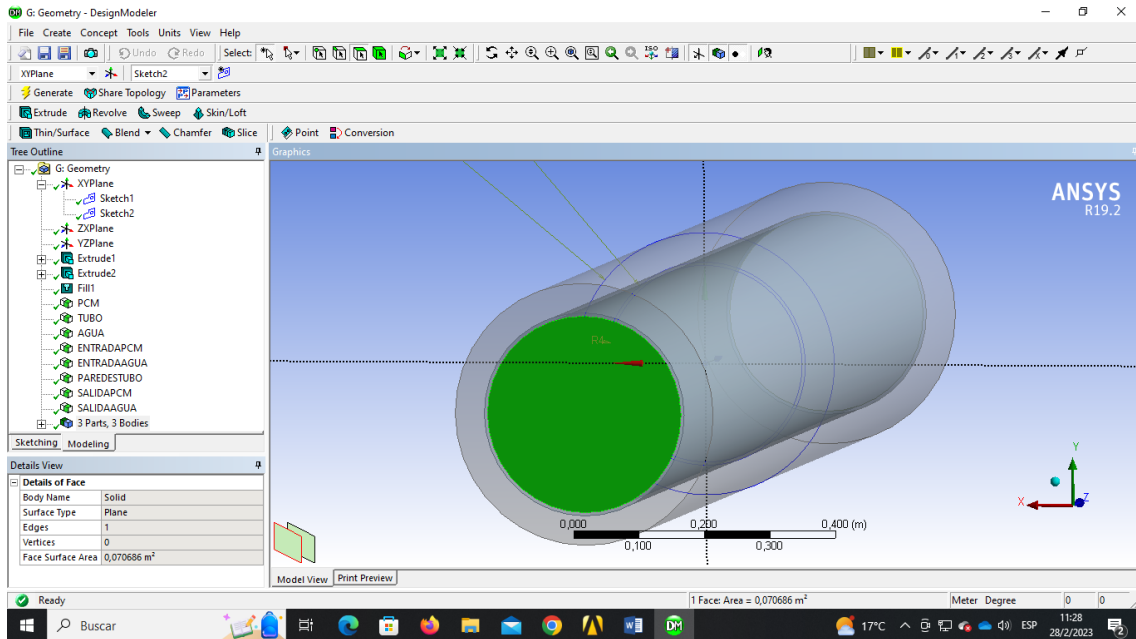 G: Geometry - DesignModeler
File Create Concept Tools Units View Help
Undo Redo Select: ISO
XYPlane Sketch2
Generate Share Topology Parameters
Extrude Revolve Sweep Skin/Loft
Thin/Surface Blend Chamfer Slice Point Conversion
Tree Outline
G: Geometry
XYPlane
Sketch1
Sketch2
ZXPlane
YZPlane
Extrude1
Extrude2
Fill1
PCM
TUBO
AGUA
ENTRADAPCM
ENTRADAAGUA
PAREDESTUBO
SALIDAPCM
SALIDAAGUA
3 Parts, 3 Bodies
Sketching Modeling
Details View
Details of Face
Body Name Solid
Surface Type Plane
Edges 1
Vertices 0
Face Surface Area 0,070686 m²
Graphics
ANSYS
R19.2
Y
X Z
0,000 0,200 0,400 (m)
0,100 0,300
Model View Print Preview
Ready 1 Face: Area = 0,070686 m² Meter Degree 0 0
Buscar W DM 17°C ESP 11:28
28/2/2023 2